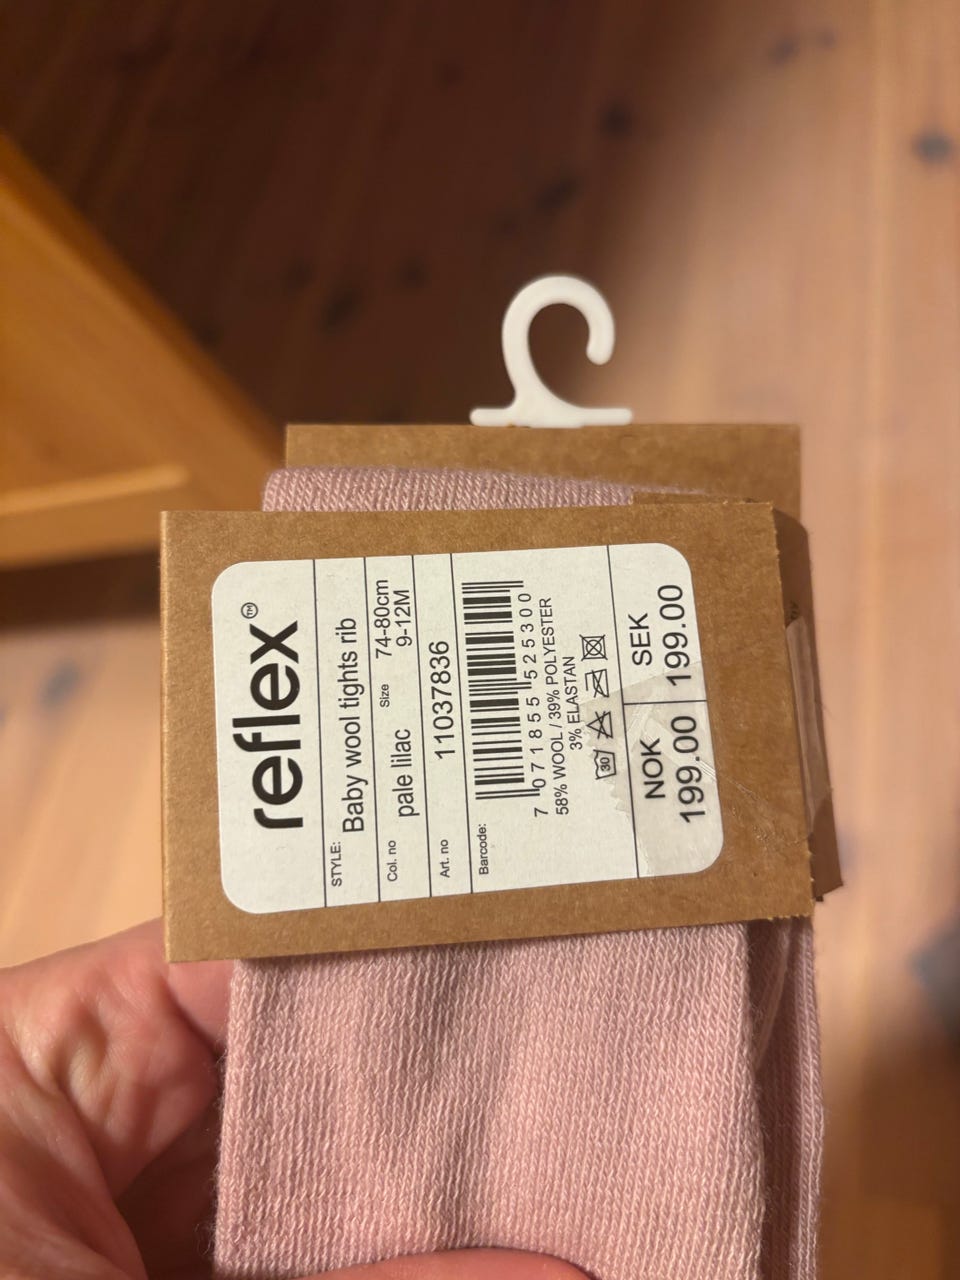 reflex™
STYLE: Baby wool tights rib
Col. no pale lilac Size 74-80cm
9-12M
Art. no 11037836
Barcode:
7 071855 525300
58% WOOL / 39% POLYESTER
3% ELASTAN
30
NOK SEK
199.00 199.00